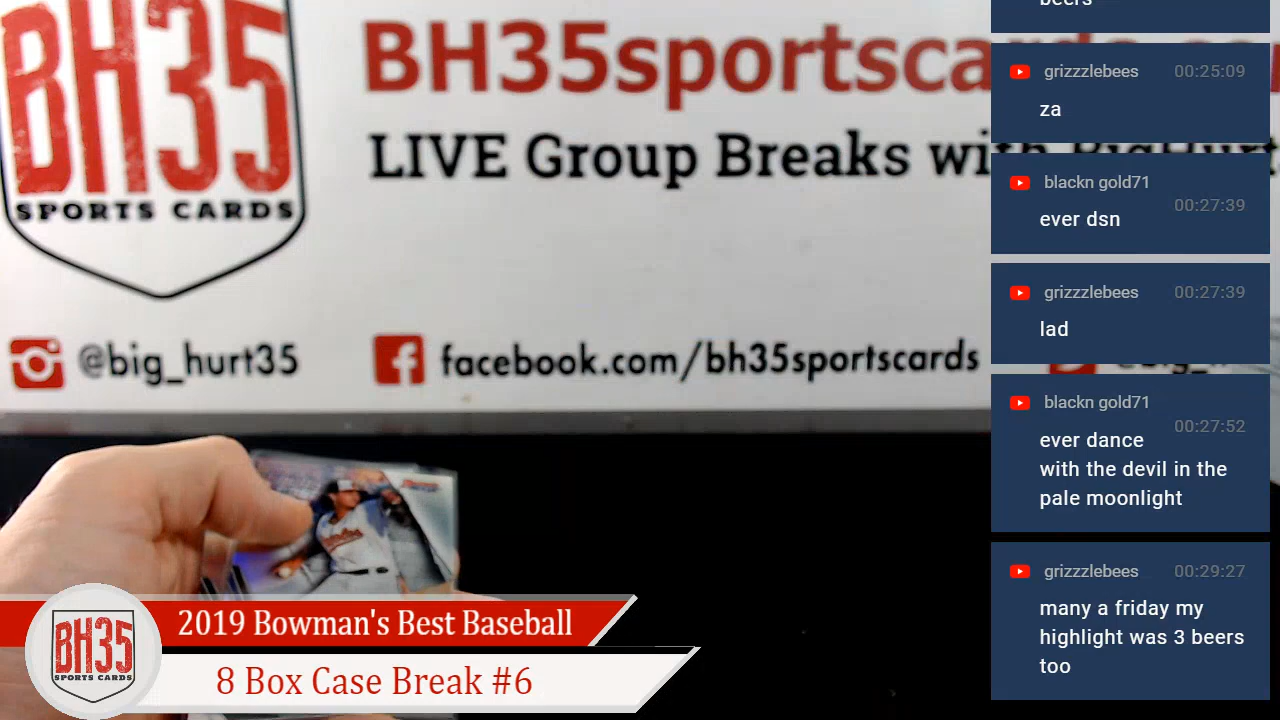 BH35
SPORTS CARDS
BH35sportsca
LIVE Group Breaks with BigHurt
@big_hurt35
facebook.com/bh35sportscards
2019 Bowman's Best Baseball
8 Box Case Break #6
BH35
SPORTS CARDS
beers
grizzzlebees 00:25:09
za
blackn gold71
00:27:39
ever dsn
grizzzlebees 00:27:39
lad
blackn gold71
00:27:52
ever dance
with the devil in the
pale moonlight
grizzzlebees 00:29:27
many a friday my
highlight was 3 beers
too